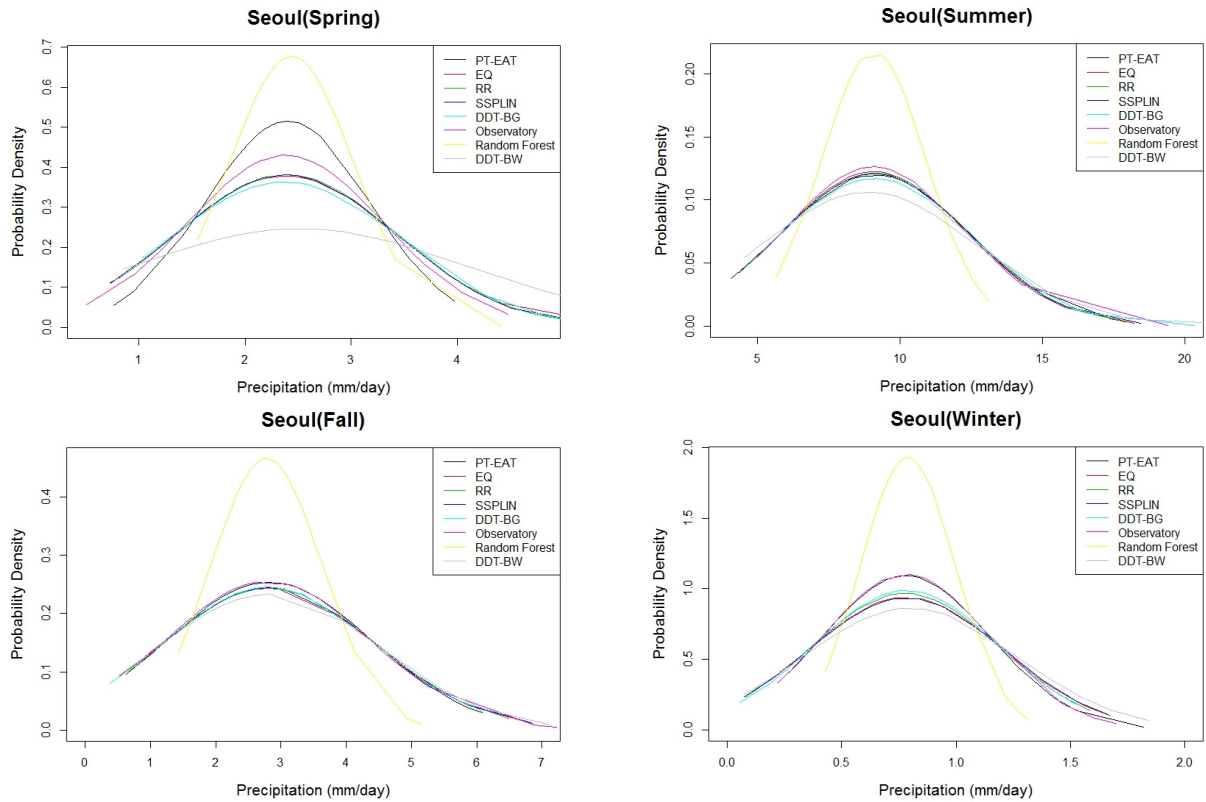 Seoul(Spring)
Probability Density
0.7
0.6
0.5
0.4
0.3
0.2
0.1
0.0
PT-EAT
EQ
RR
SSPLIN
DDT-BG
Observatory
Random Forest
DDT-BW
1 2 3 4
Precipitation (mm/day)
Seoul(Summer)
Probability Density
0.20
0.15
0.10
0.05
0.00
PT-EAT
EQ
RR
SSPLIN
DDT-BG
Observatory
Random Forest
DDT-BW
5 10 15 20
Precipitation (mm/day)
Seoul(Fall)
Probability Density
0.4
0.3
0.2
0.1
0.0
PT-EAT
EQ
RR
SSPLIN
DDT-BG
Observatory
Random Forest
DDT-BW
0 1 2 3 4 5 6 7
Precipitation (mm/day)
Seoul(Winter)
Probability Density
2.0
1.5
1.0
0.5
0.0
PT-EAT
EQ
RR
SSPLIN
DDT-BG
Observatory
Random Forest
DDT-BW
0.0 0.5 1.0 1.5 2.0
Precipitation (mm/day)